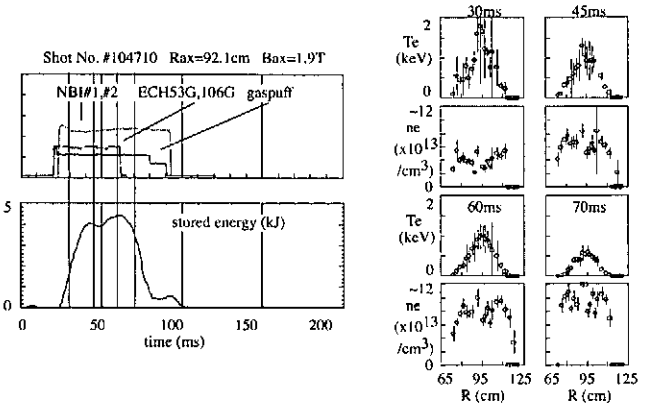 Shot No. #104710 Rax=92.1cm Bax=1.9T
NBI#1,#2 ECH53G,106G gaspuff
5
stored energy (kJ)
0
0 50 100 150 200
time (ms)
30ms 45ms
2
Te
(keV)
0
~12
ne
(x10^13
/cm^3)
0
60ms 70ms
2
Te
(keV)
0
~12
ne
(x10^13
/cm^3)
0
65 95 125 65 95 125
R (cm) R (cm)